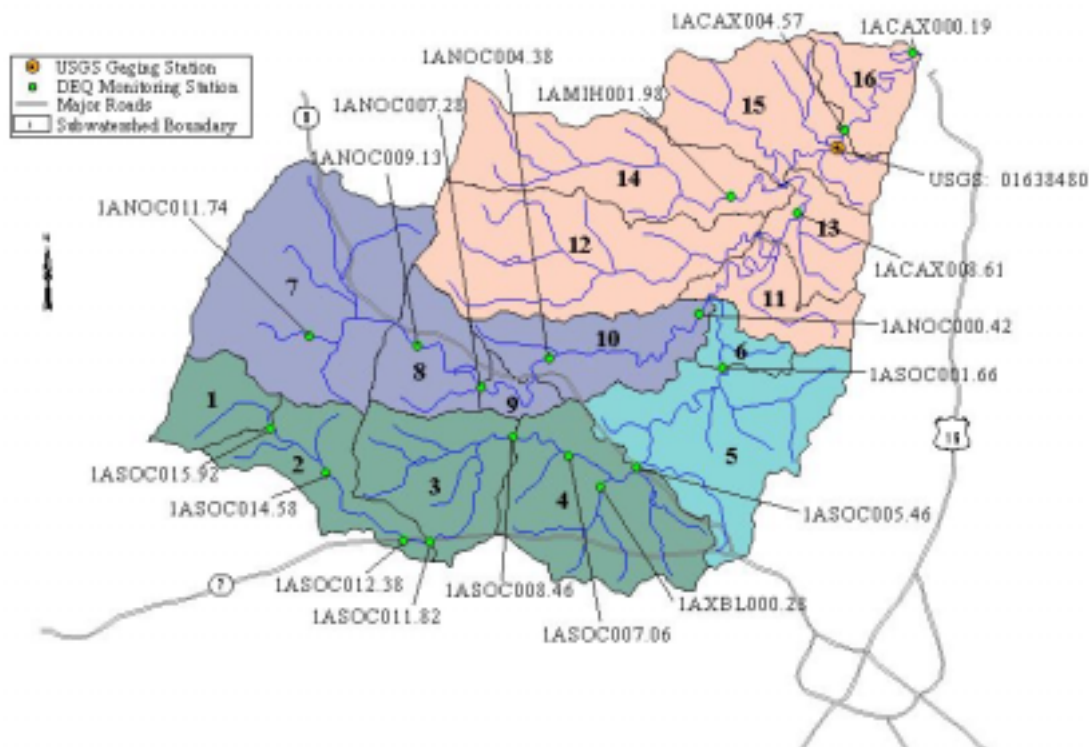 USGS Gaging Station
DEQ Monitoring Station
Major Roads
Subwatershed Boundary
1ACAX004.57
1ACAX000.19
1ANOC004.38
1ANOC007.28
1AMIH001.98
1ANOC009.13
1ANOC011.74
USGS: 01638480
1ACAX008.61
1ANOC000.42
1ASOC001.66
1ASOC015.92
1ASOC014.58
1ASOC005.46
1ASOC012.38
1ASOC008.46
1AXBL000.28
1ASOC011.82
1ASOC007.06
16
15
14
13
12
11
7
10
8
6
9
1
2
3
4
5
7
15